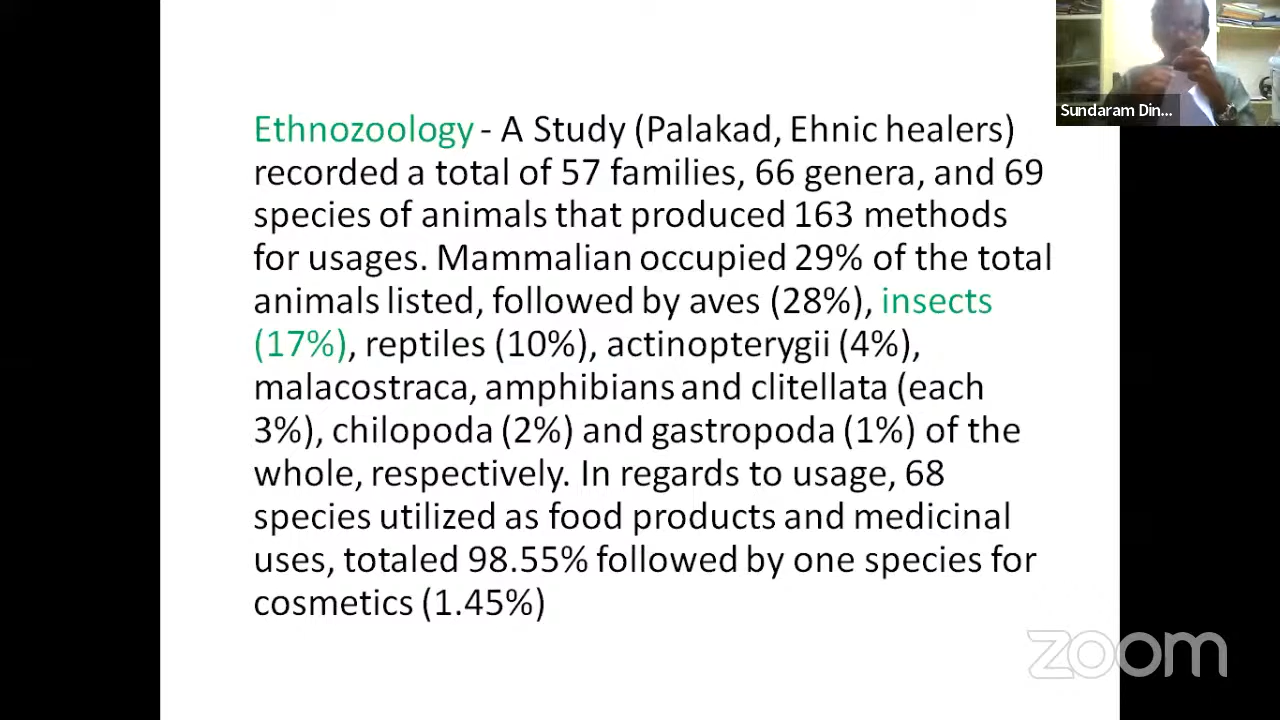 Sundaram Din...
Ethnozoology - A Study (Palakad, Ehnic healers)
recorded a total of 57 families, 66 genera, and 69
species of animals that produced 163 methods
for usages. Mammalian occupied 29% of the total
animals listed, followed by aves (28%), insects
(17%), reptiles (10%), actinopterygii (4%),
malacostraca, amphibians and clitellata (each
3%), chilopoda (2%) and gastropoda (1%) of the
whole, respectively. In regards to usage, 68
species utilized as food products and medicinal
uses, totaled 98.55% followed by one species for
cosmetics (1.45%)
zoom